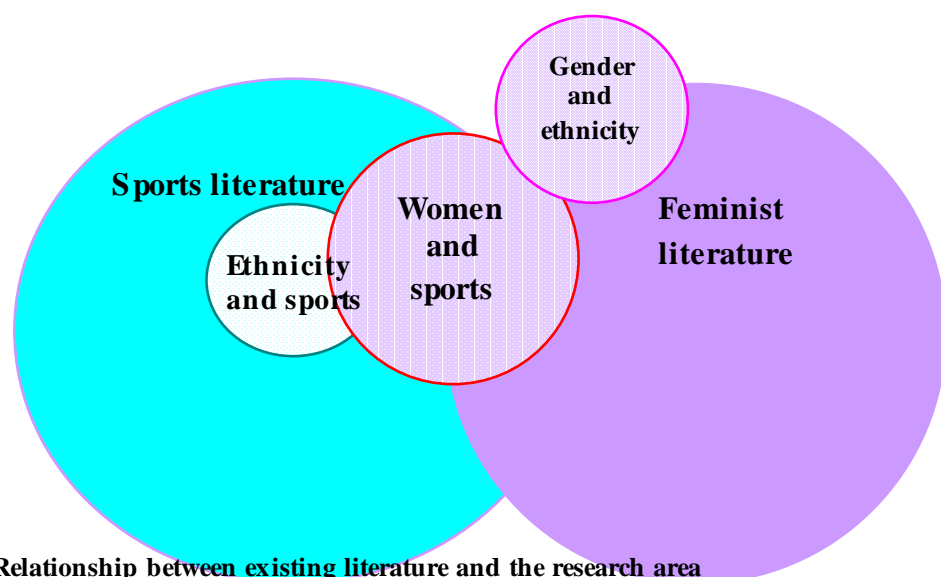 Gender
and
ethnicity
Sports literature
Women
and
sports
Feminist
literature
Ethnicity
and sports
Relationship between existing literature and the research area